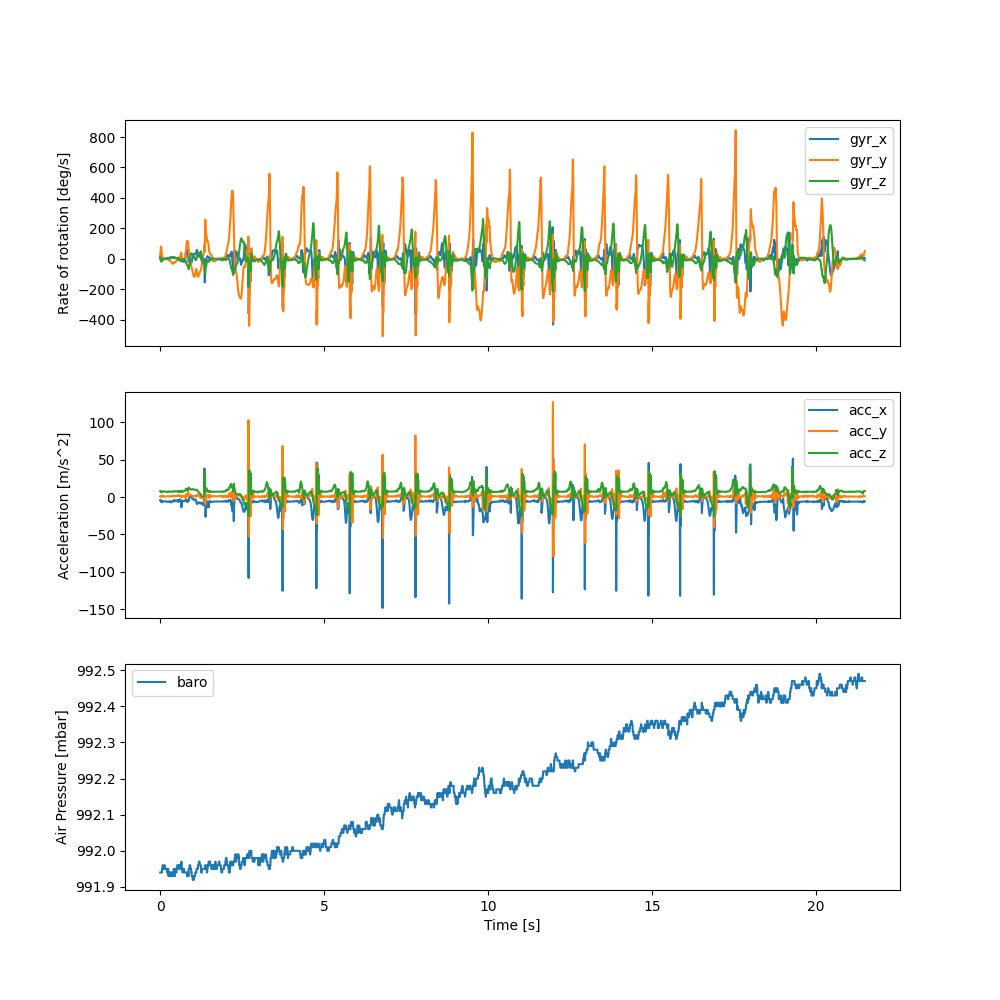 800
600
400
200
0
−200
−400
Rate of rotation [deg/s]
gyr_x
gyr_y
gyr_z
100
50
0
−50
−100
−150
Acceleration [m/s^2]
acc_x
acc_y
acc_z
992.5
992.4
992.3
992.2
992.1
992.0
991.9
Air Pressure [mbar]
baro
0 5 10 15 20
Time [s]